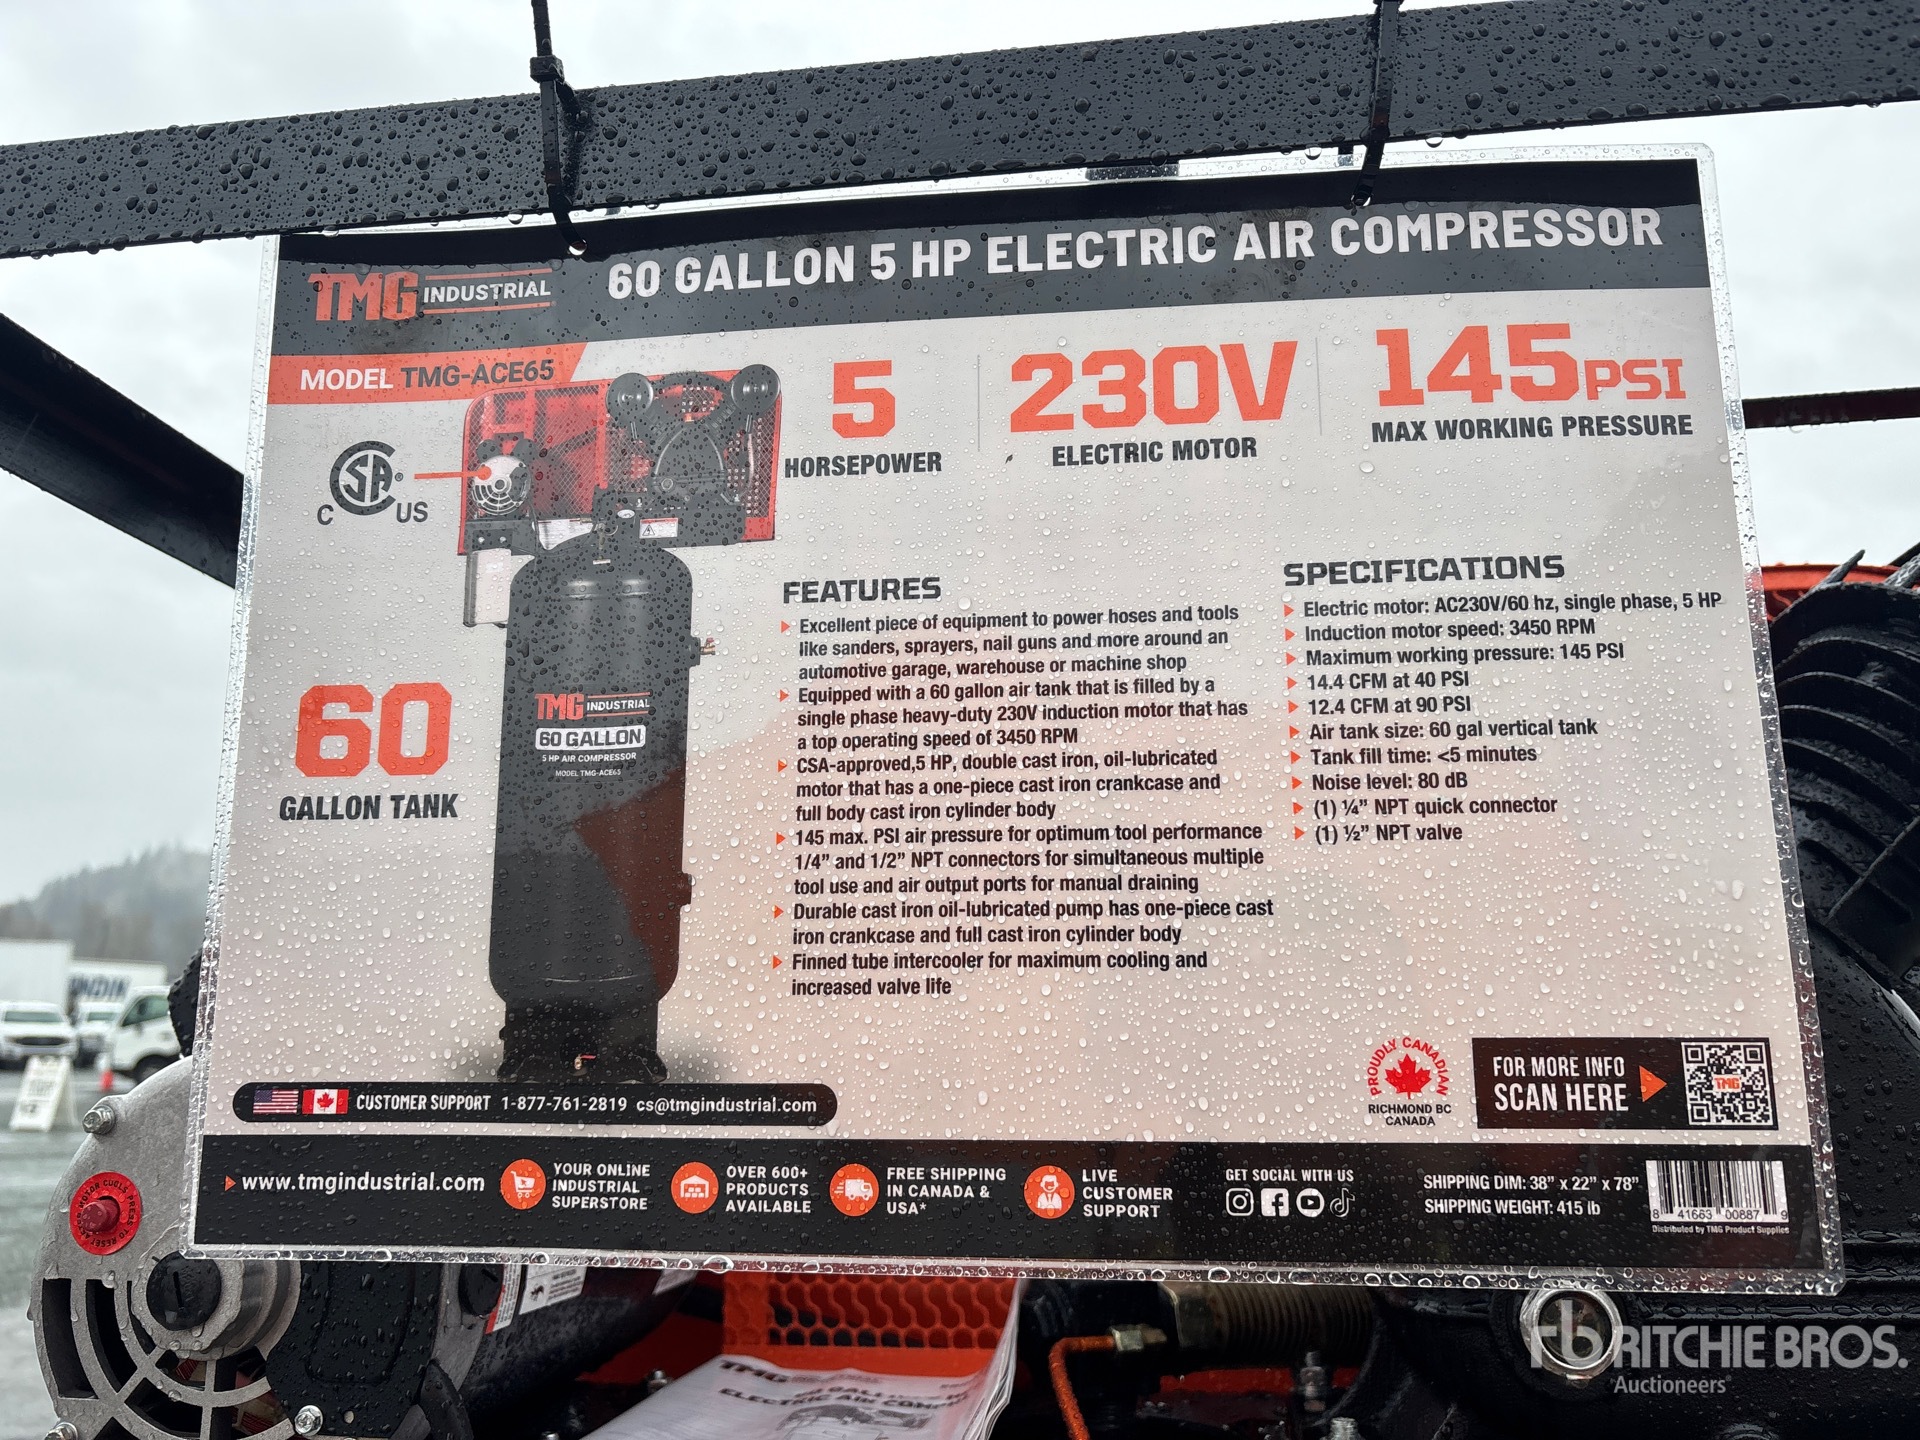 60 GALLON 5 HP ELECTRIC AIR COMPRESSOR
TMG INDUSTRIAL
MODEL TMG-ACE65
5
HORSEPOWER
230V
ELECTRIC MOTOR
145 PSI
MAX WORKING PRESSURE
CSA®
C US
60
GALLON TANK
TMG INDUSTRIAL
60 GALLON
5 HP AIR COMPRESSOR
MODEL TMG-ACE65
FEATURES
Excellent piece of equipment to power hoses and tools
like sanders, sprayers, nail guns and more around an
automotive garage, warehouse or machine shop
Equipped with a 60 gallon air tank that is filled by a
single phase heavy-duty 230V induction motor that has
a top operating speed of 3450 RPM
CSA-approved,5 HP, double cast iron, oil-lubricated
motor that has a one-piece cast iron crankcase and
full body cast iron cylinder body
145 max. PSI air pressure for optimum tool performance
1/4” and 1/2” NPT connectors for simultaneous multiple
tool use and air output ports for manual draining
Durable cast iron oil-lubricated pump has one-piece cast
iron crankcase and full cast iron cylinder body
Finned tube intercooler for maximum cooling and
increased valve life
SPECIFICATIONS
Electric motor: AC230V/60 hz, single phase, 5 HP
Induction motor speed: 3450 RPM
Maximum working pressure: 145 PSI
14.4 CFM at 40 PSI
12.4 CFM at 90 PSI
Air tank size: 60 gal vertical tank
Tank fill time: <5 minutes
Noise level: 80 dB
(1) ¼” NPT quick connector
(1) ½” NPT valve
PROUDLY CANADIAN
RICHMOND BC
CANADA
FOR MORE INFO
SCAN HERE
TMG
CUSTOMER SUPPORT 1-877-761-2819 cs@tmgindustrial.com
www.tmgindustrial.com
YOUR ONLINE
INDUSTRIAL
SUPERSTORE
OVER 600+
PRODUCTS
AVAILABLE
FREE SHIPPING
IN CANADA &
USA*
LIVE
CUSTOMER
SUPPORT
GET SOCIAL WITH US
SHIPPING DIM: 38” x 22” x 78”
SHIPPING WEIGHT: 415 lb
8 41663 00887 9
Distributed by TMG Product Supplies
TMG
ELECTRIC AIR COMP
rb RITCHIE BROS.
Auctioneers